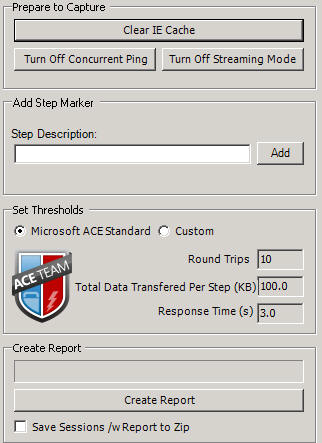 Prepare to Capture
Clear IE Cache
Turn Off Concurrent Ping Turn Off Streaming Mode
Add Step Marker
Step Description:
Add
Set Thresholds
Microsoft ACE Standard Custom
ACE TEAM
Round Trips 10
Total Data Transfered Per Step (KB) 100.0
Response Time (s) 3.0
Create Report
Create Report
Save Sessions /w Report to Zip